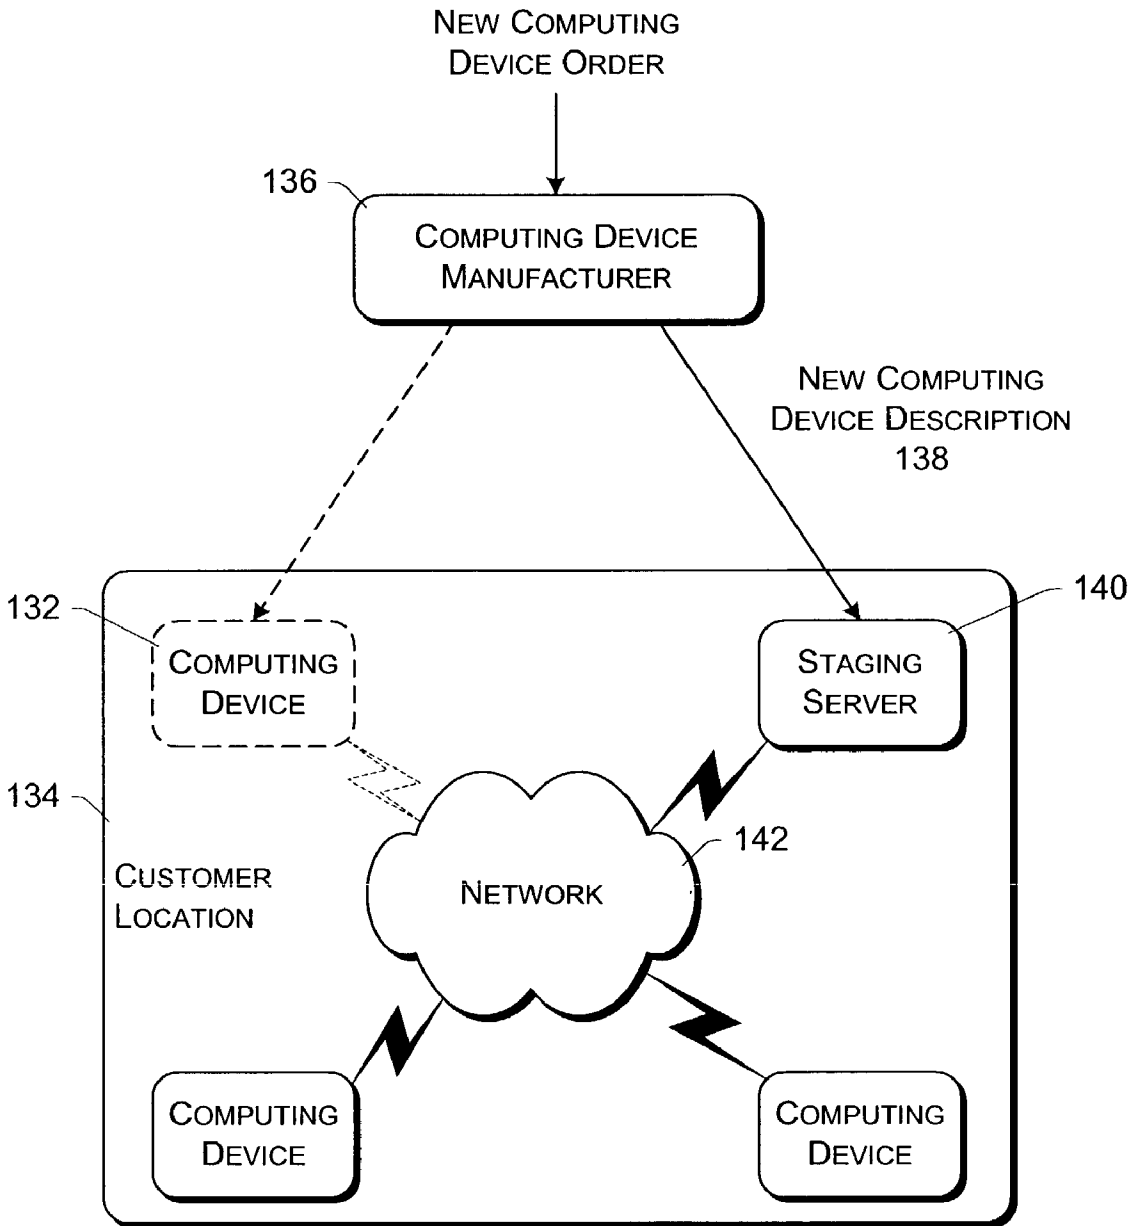 NEW COMPUTING
DEVICE ORDER
136
COMPUTING DEVICE
MANUFACTURER
NEW COMPUTING
DEVICE DESCRIPTION
138
132
COMPUTING
DEVICE
140
STAGING
SERVER
134
CUSTOMER
LOCATION
142
NETWORK
COMPUTING
DEVICE
COMPUTING
DEVICE